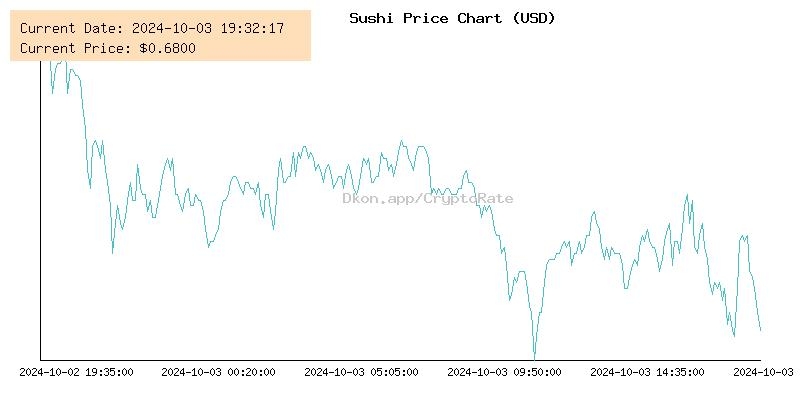 Sushi Price Chart (USD)
Current Date: 2024-10-03 19:32:17
Current Price: $0.6800
Dkon.app/CryptoRate
2024-10-02 19:35:00 2024-10-03 00:20:00 2024-10-03 05:05:00 2024-10-03 09:50:00 2024-10-03 14:35:00 2024-10-03